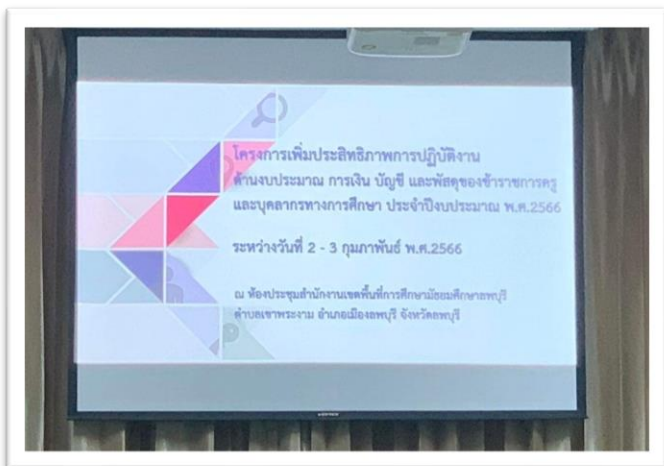 โครงการเพิ่มประสิทธิภาพการปฏิบัติงาน
ด้านงบประมาณ การเงิน บัญชี และพัสดุของข้าราชการครู
และบุคลากรทางการศึกษา ประจำปีงบประมาณ พ.ศ.2566
ระหว่างวันที่ 2 - 3 กุมภาพันธ์ พ.ศ.2566
ณ ห้องประชุมสำนักงานเขตพื้นที่การศึกษามัธยมศึกษาลพบุรี
ตำบลเขาพระงาม อำเภอเมืองลพบุรี จังหวัดลพบุรี